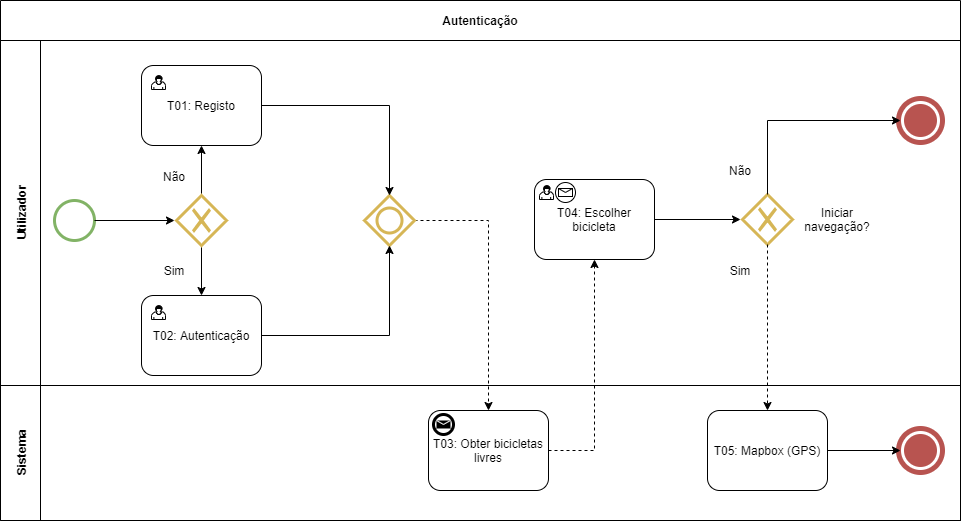 Autenticação
Utilizador
T01: Registo
Não
Sim
T02: Autenticação
T04: Escolher
bicicleta
Não
Iniciar
navegação?
Sim
Sistema
T03: Obter bicicletas
livres
T05: Mapbox (GPS)